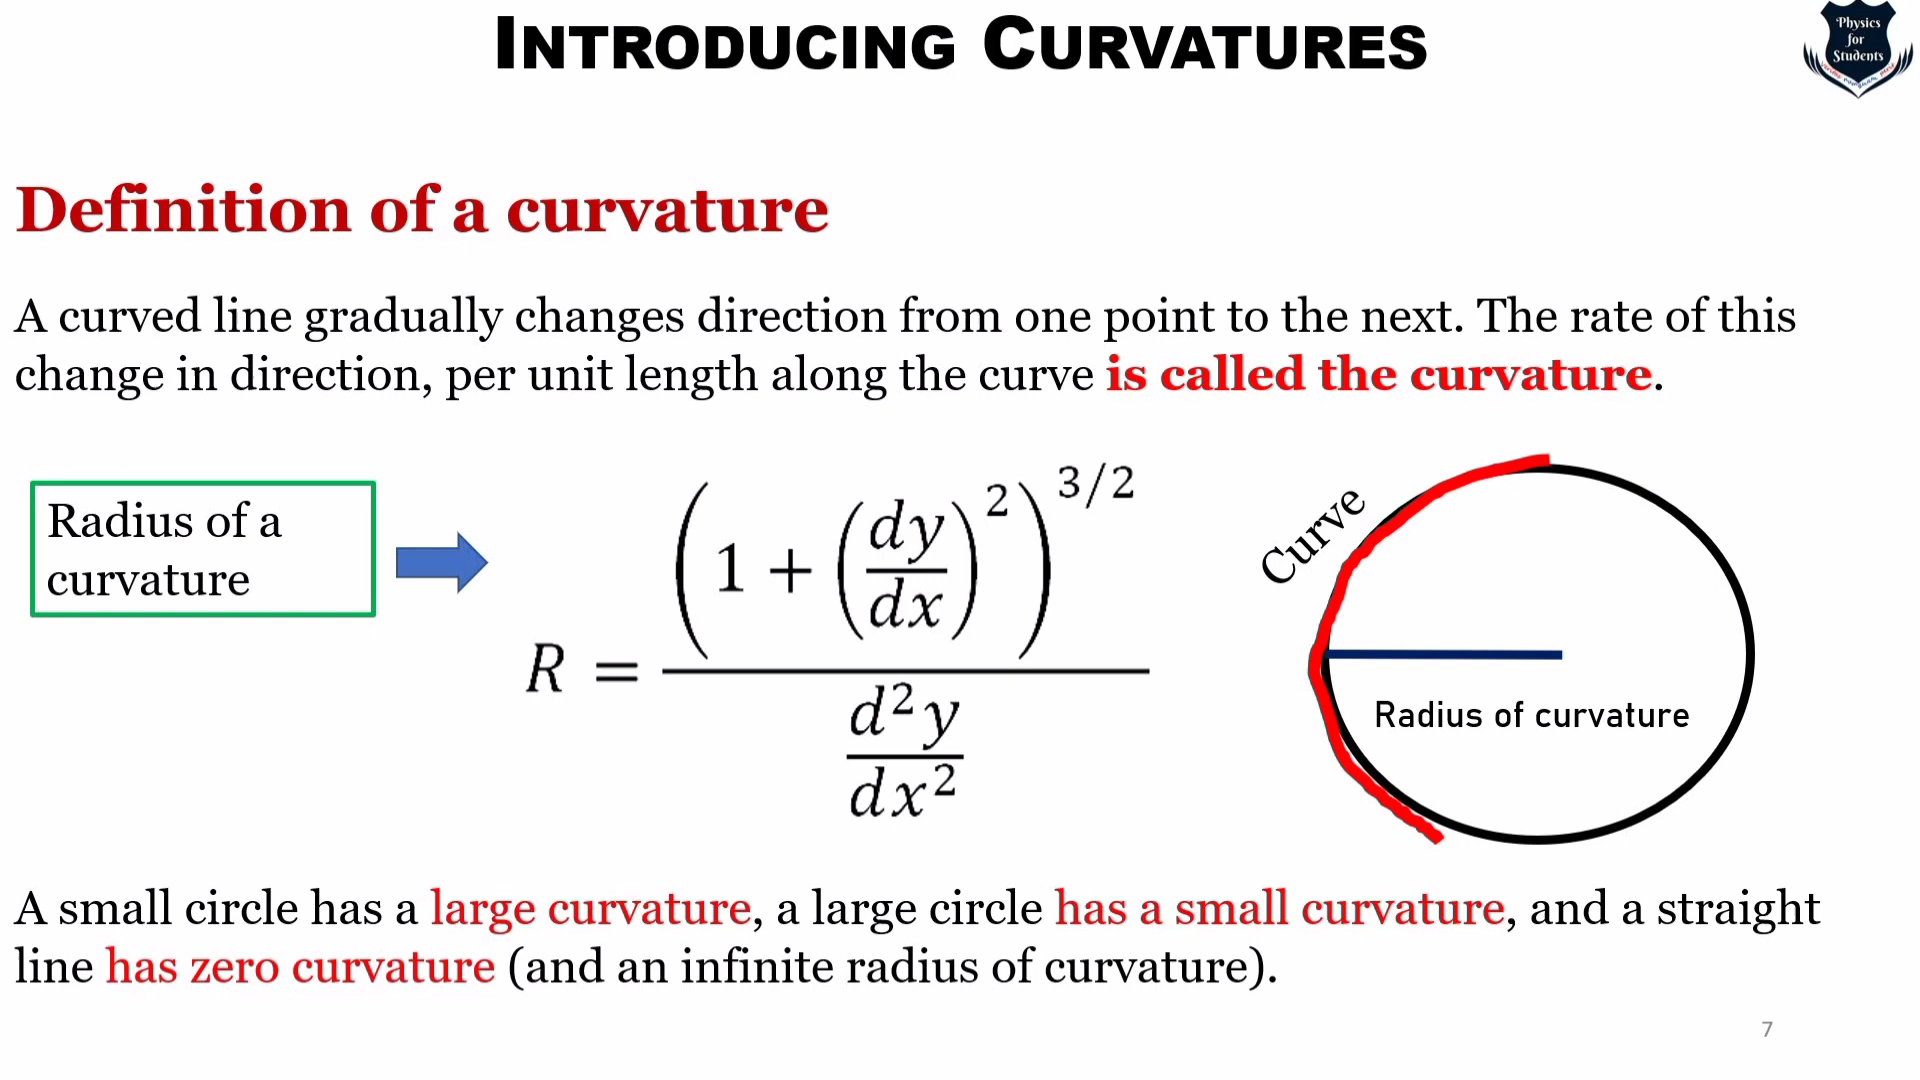 INTRODUCING CURVATURES
Physics
for
Students
Definition of a curvature
A curved line gradually changes direction from one point to the next. The rate of this
change in direction, per unit length along the curve is called the curvature.
Radius of a
curvature
R = (1 + (dy/dx)^2)^3/2 / (d^2y/dx^2)
Curve
Radius of curvature
A small circle has a large curvature, a large circle has a small curvature, and a straight
line has zero curvature (and an infinite radius of curvature).
7